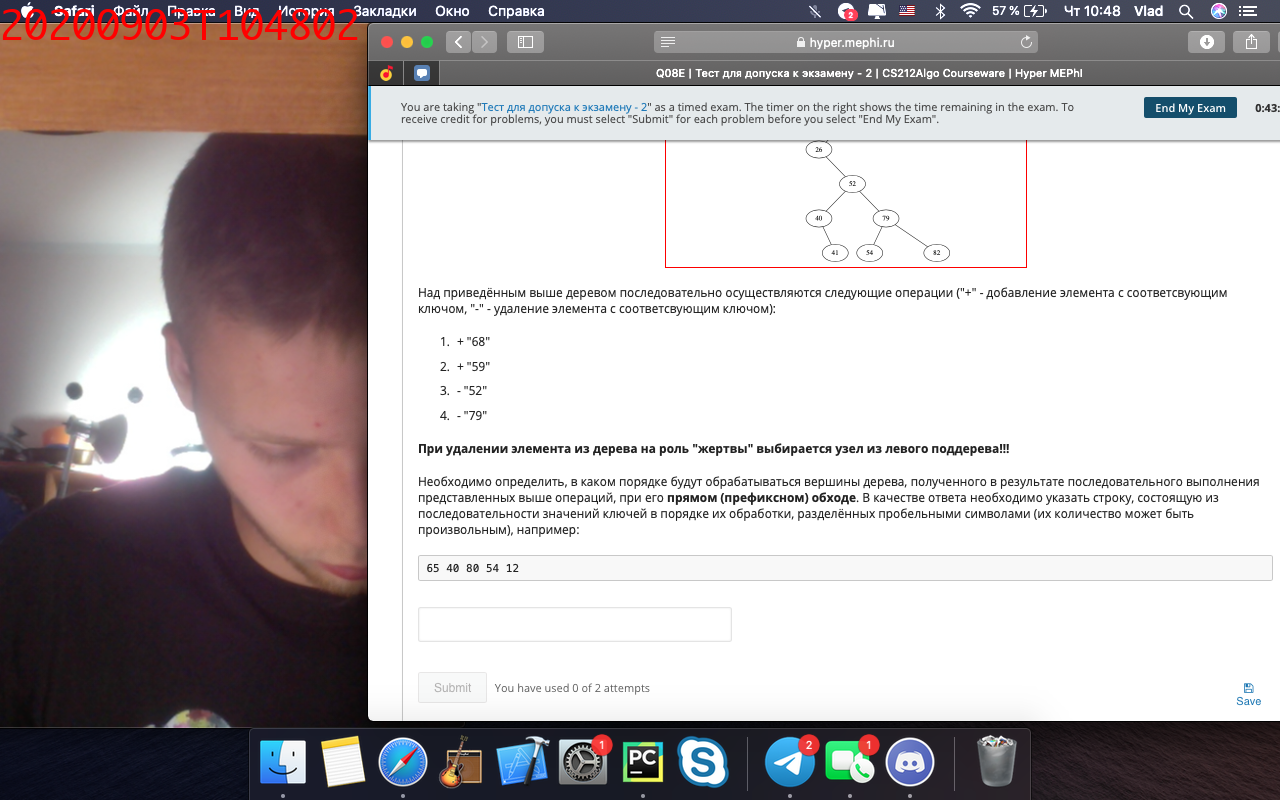 Safari Файл Правка Вид История Закладки Окно Справка 2 57 % Чт 10:48 Vlad
20200903T104802
hyper.mephi.ru
Q08E | Тест для допуска к экзамену - 2 | CS212Algo Courseware | Hyper MEPhI
You are taking "Тест для допуска к экзамену - 2" as a timed exam. The timer on the right shows the time remaining in the exam. To
receive credit for problems, you must select "Submit" for each problem before you select "End My Exam".
End My Exam
0:43:
26
52
40 79
41 54 82
Над приведённым выше деревом последовательно осуществляются следующие операции ("+" - добавление элемента с соответсвующим
ключом, "-" - удаление элемента с соответсвующим ключом):
1. + "68"
2. + "59"
3. - "52"
4. - "79"
При удалении элемента из дерева на роль "жертвы" выбирается узел из левого поддерева!!!
Необходимо определить, в каком порядке будут обрабатываться вершины дерева, полученного в результате последовательного выполнения
представленных выше операций, при его прямом (префиксном) обходе. В качестве ответа необходимо указать строку, состоящую из
последовательности значений ключей в порядке их обработки, разделённых пробельными символами (их количество может быть
произвольным), например:
65 40 80 54 12
Submit
You have used 0 of 2 attempts
Save
1 PC 2 1